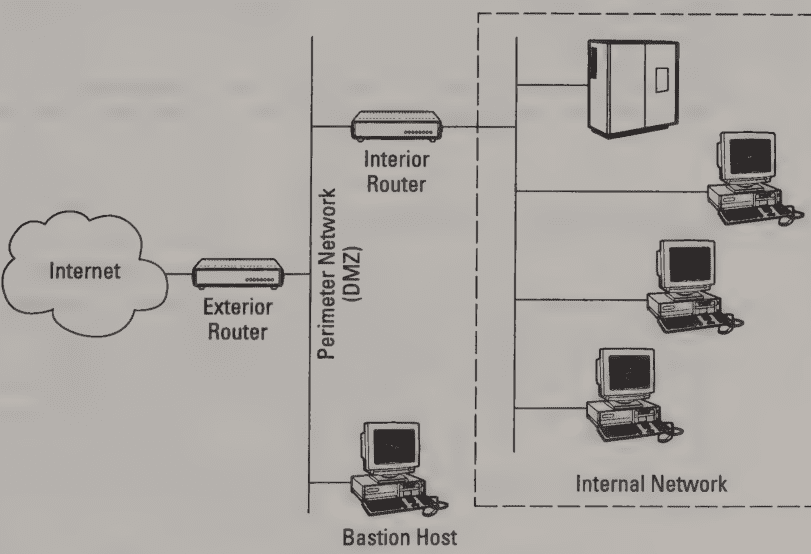 Interior
Router
Internet
Exterior
Router
Perimeter Network
(DMZ)
Internal Network
Bastion Host